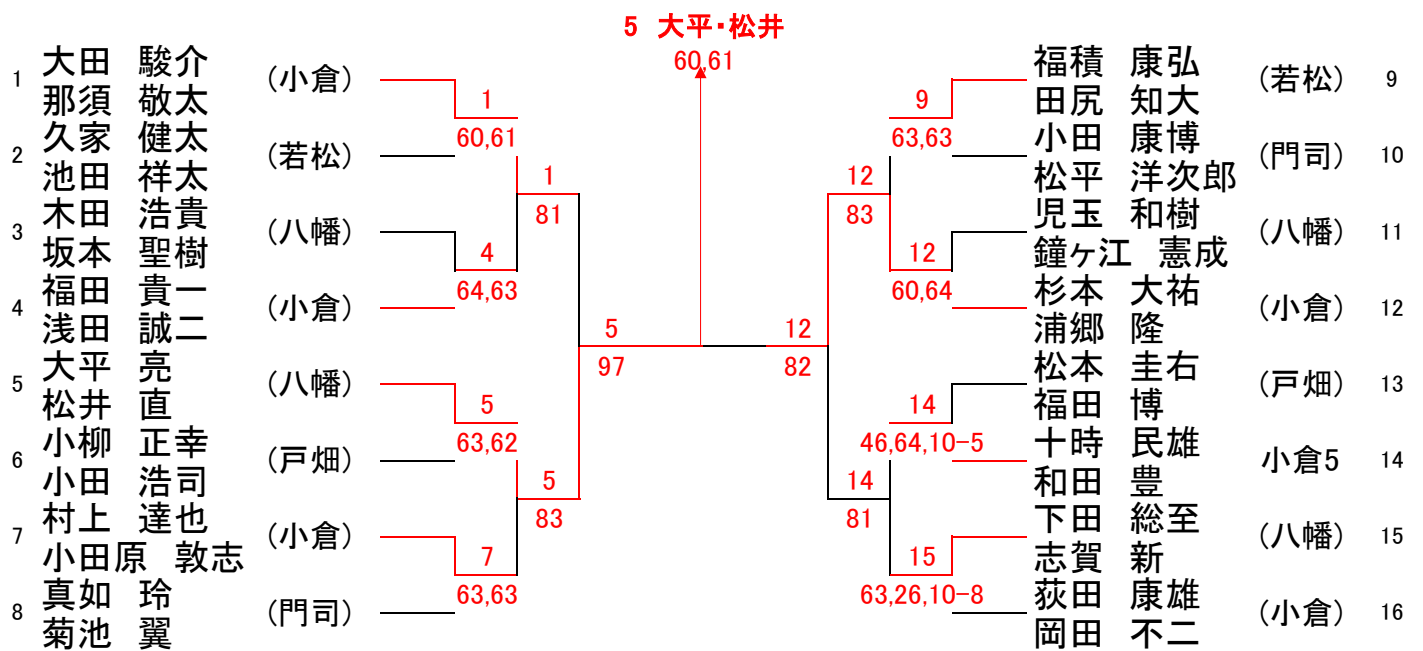 5 大平・松井
60,61
1 大田 駿介 (小倉)
那須 敬太
2 久家 健太 (若松)
池田 祥太
3 木田 浩貴 (八幡)
坂本 聖樹
4 福田 貴一 (小倉)
浅田 誠二
5 大平 亮 (八幡)
松井 直
6 小柳 正幸 (戸畑)
小田 浩司
7 村上 達也 (小倉)
小田原 敦志
8 真如 玲 (門司)
菊池 翼
1
60,61
4
64,63
5
63,62
7
63,63
1
81
5
83
5
97
12
82
12
83
14
81
9
63,63
12
60,64
14
46,64,10-5
15
63,26,10-8
福積 康弘 (若松) 9
田尻 知大
小田 康博 (門司) 10
松平 洋次郎
児玉 和樹 (八幡) 11
鐘ヶ江 憲成
杉本 大祐 (小倉) 12
浦郷 隆
松本 圭右 (戸畑) 13
福田 博
十時 民雄 小倉5 14
和田 豊
下田 総至 (八幡) 15
志賀 新
荻田 康雄 (小倉) 16
岡田 不二